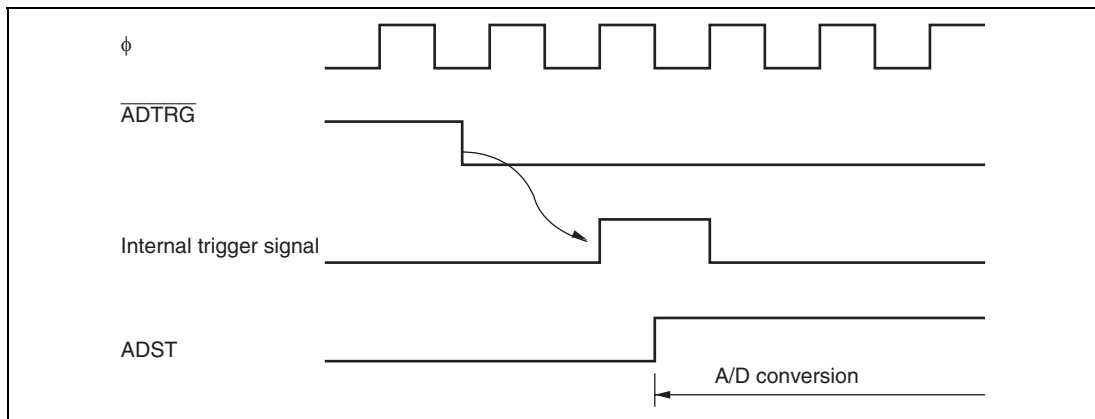 ϕ
ADTRG
Internal trigger signal
ADST
A/D conversion